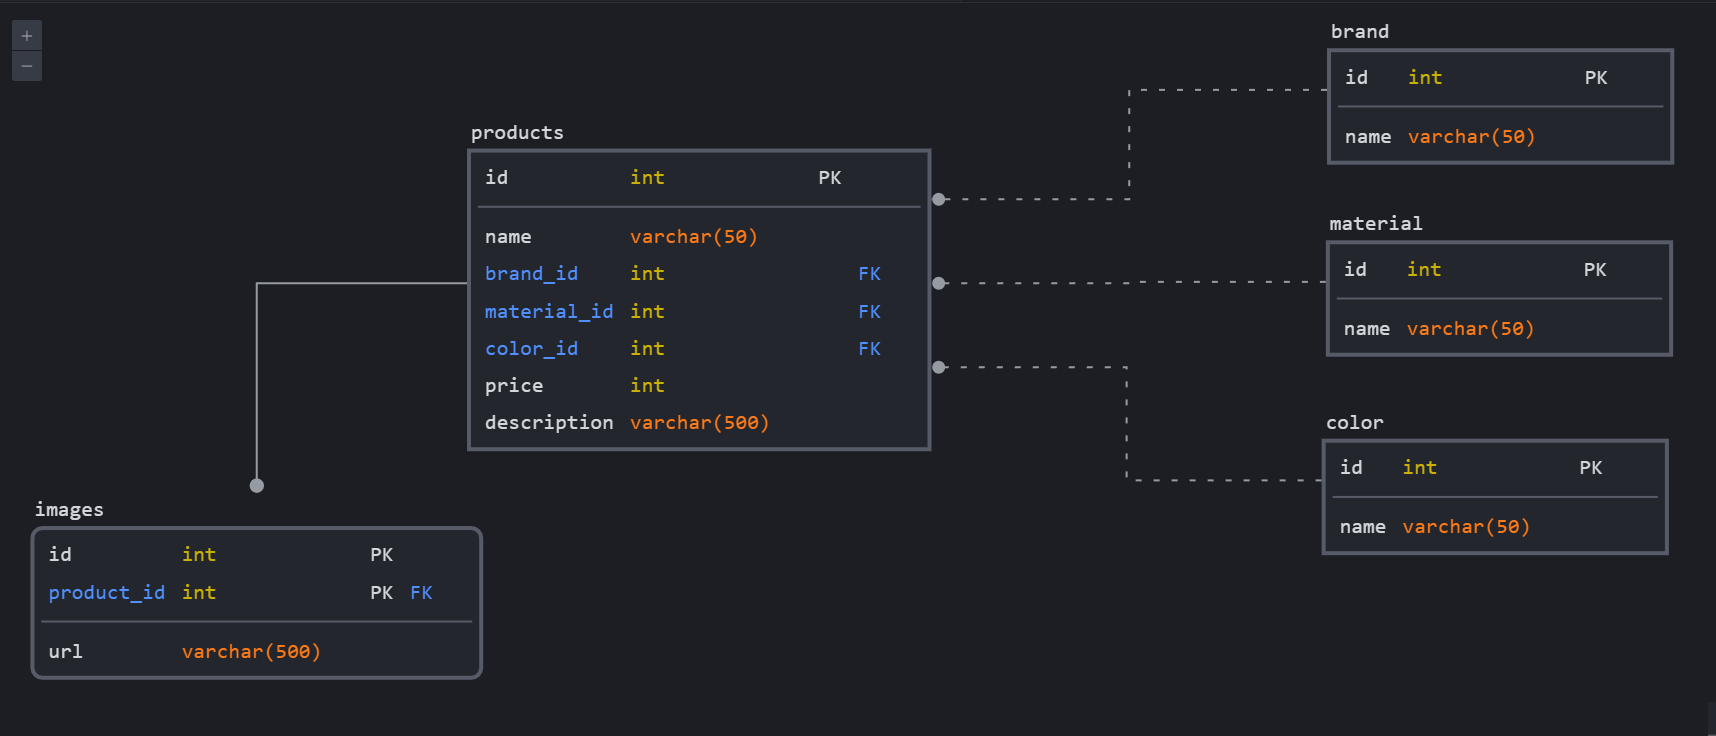 +
−
products
id int PK
name varchar(50)
brand_id int FK
material_id int FK
color_id int FK
price int
description varchar(500)
images
id int PK
product_id int PK FK
url varchar(500)
brand
id int PK
name varchar(50)
material
id int PK
name varchar(50)
color
id int PK
name varchar(50)